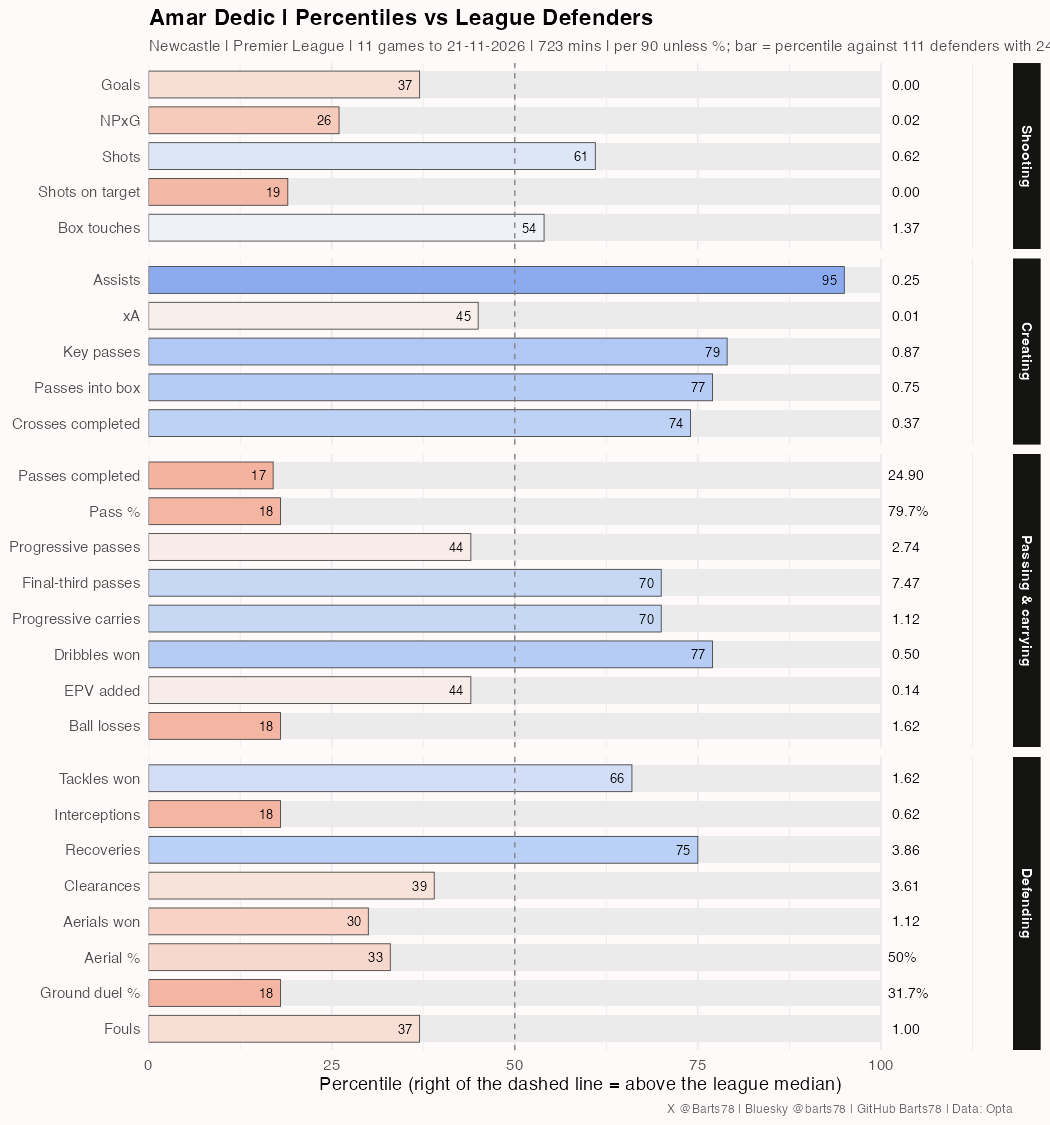 Amar Dedic | Percentiles vs League Defenders
Newcastle | Premier League | 11 games to 21-11-2026 | 723 mins | per 90 unless %; bar = percentile against 111 defenders with 24
Shooting
Goals 37 0.00
NPxG 26 0.02
Shots 61 0.62
Shots on target 19 0.00
Box touches 54 1.37
Creating
Assists 95 0.25
xA 45 0.01
Key passes 79 0.87
Passes into box 77 0.75
Crosses completed 74 0.37
Passing & carrying
Passes completed 17 24.90
Pass % 18 79.7%
Progressive passes 44 2.74
Final-third passes 70 7.47
Progressive carries 70 1.12
Dribbles won 77 0.50
EPV added 44 0.14
Ball losses 18 1.62
Defending
Tackles won 66 1.62
Interceptions 18 0.62
Recoveries 75 3.86
Clearances 39 3.61
Aerials won 30 1.12
Aerial % 33 50%
Ground duel % 18 31.7%
Fouls 37 1.00
0 25 50 75 100
Percentile (right of the dashed line = above the league median)
X @Barts78 | Bluesky @barts78 | GitHub Barts78 | Data: Opta